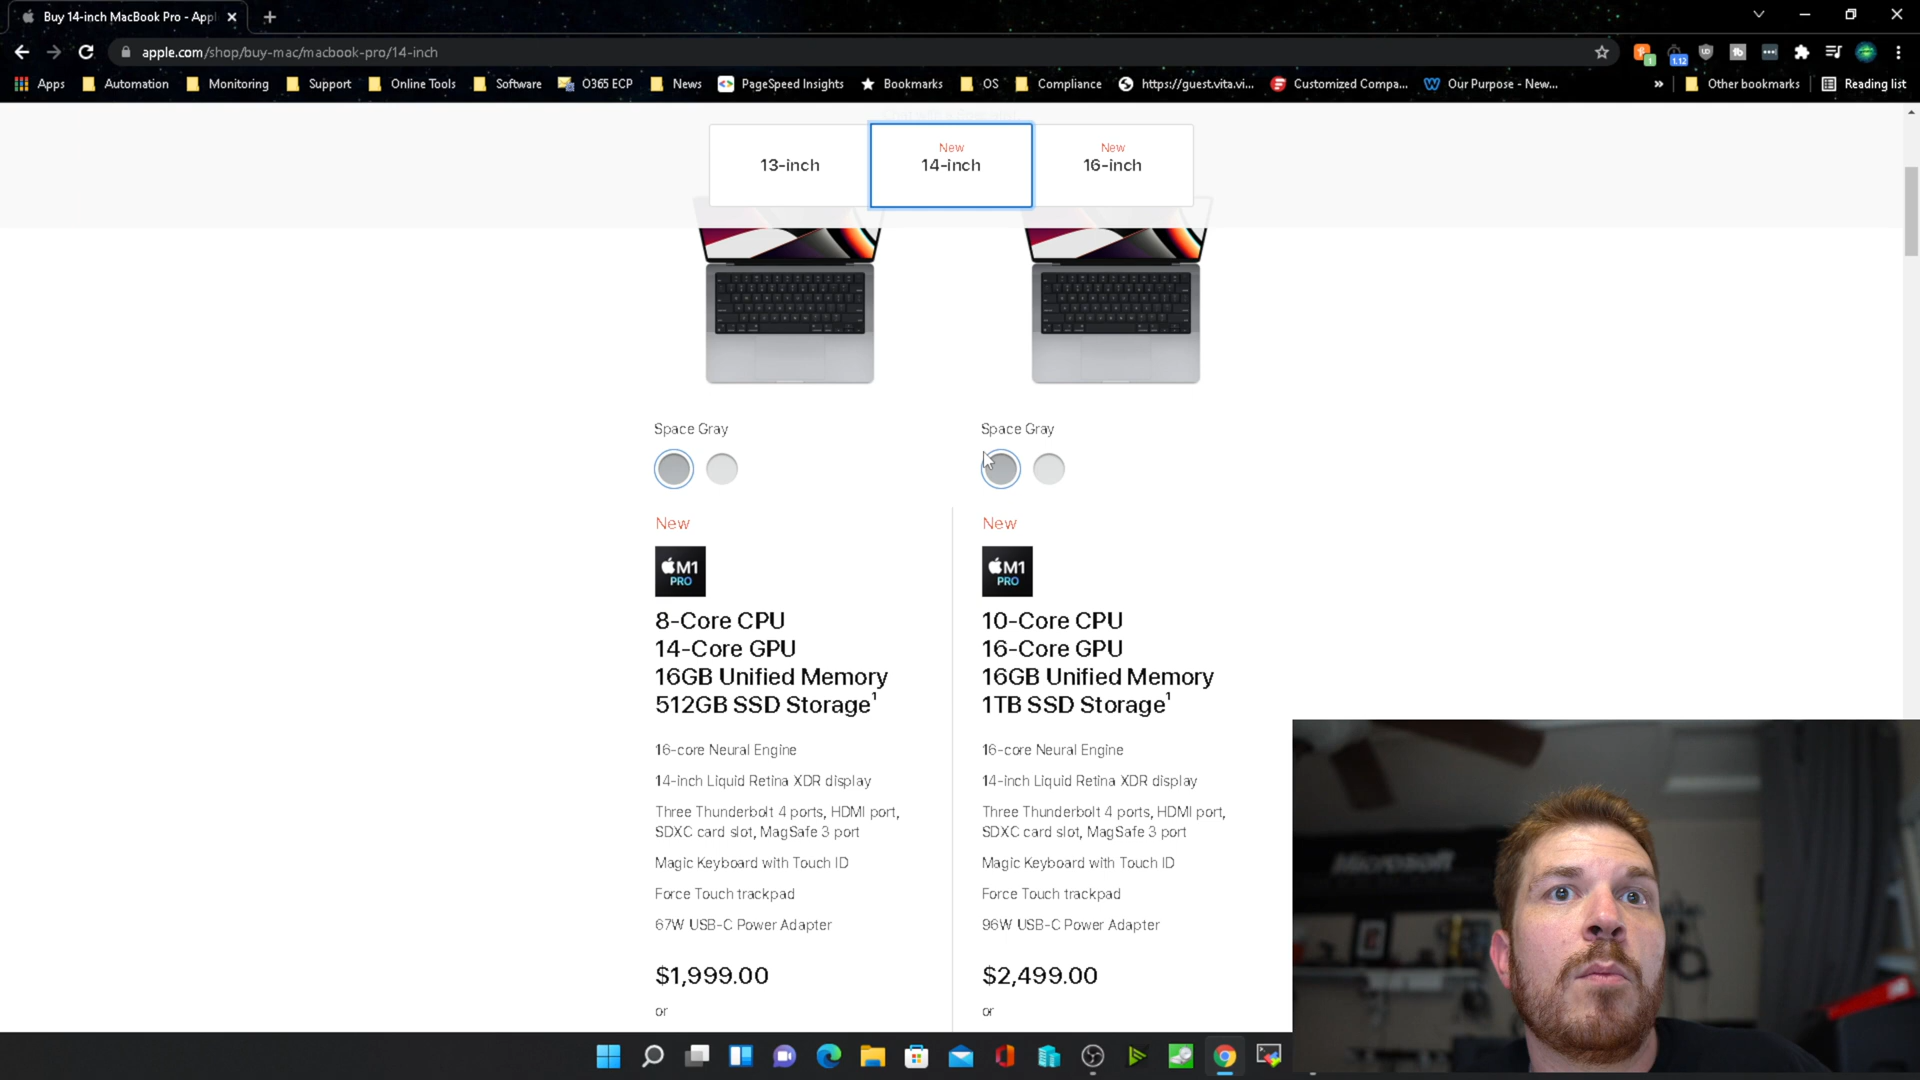 Buy 14-inch MacBook Pro - Appl
apple.com/shop/buy-mac/macbook-pro/14-inch
1
1.12
Apps
Automation
Monitoring
Support
Online Tools
Software
O365 ECP
News
PageSpeed Insights
Bookmarks
OS
Compliance
https://guest.vita.vi...
Customized Compa...
Our Purpose - New...
»
Other bookmarks
Reading list
13-inch
New
14-inch
New
16-inch
Space Gray
Space Gray
New
M1
PRO
8-Core CPU
14-Core GPU
16GB Unified Memory
512GB SSD Storage¹
16-core Neural Engine
14-inch Liquid Retina XDR display
Three Thunderbolt 4 ports, HDMI port,
SDXC card slot, MagSafe 3 port
Magic Keyboard with Touch ID
Force Touch trackpad
67W USB-C Power Adapter
$1,999.00
or
New
M1
PRO
10-Core CPU
16-Core GPU
16GB Unified Memory
1TB SSD Storage¹
16-core Neural Engine
14-inch Liquid Retina XDR display
Three Thunderbolt 4 ports, HDMI port,
SDXC card slot, MagSafe 3 port
Magic Keyboard with Touch ID
Force Touch trackpad
96W USB-C Power Adapter
$2,499.00
or
Microsoft